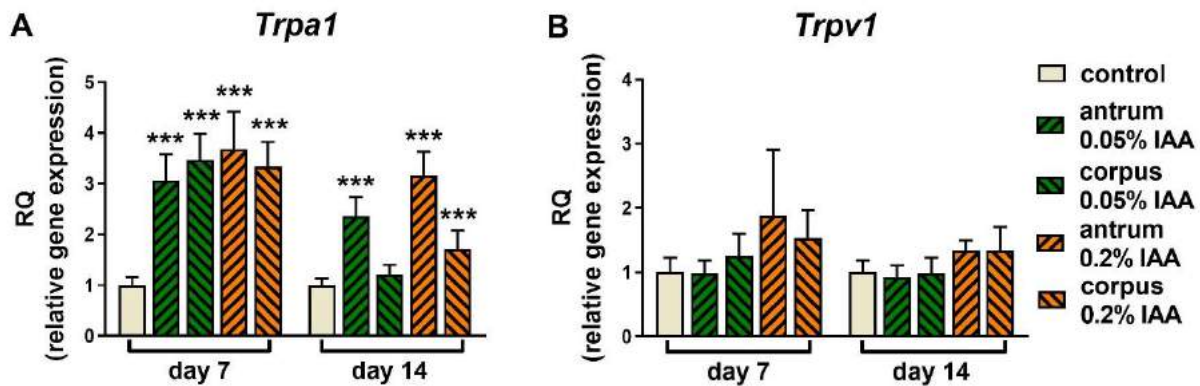 A
Trpa1
RQ
(relative gene expression)
5
4
3
2
1
0
***
***
***
***
***
***
***
day 7
day 14
B
Trpv1
RQ
(relative gene expression)
4
3
2
1
0
day 7
day 14
control
antrum
0.05% IAA
corpus
0.05% IAA
antrum
0.2% IAA
corpus
0.2% IAA